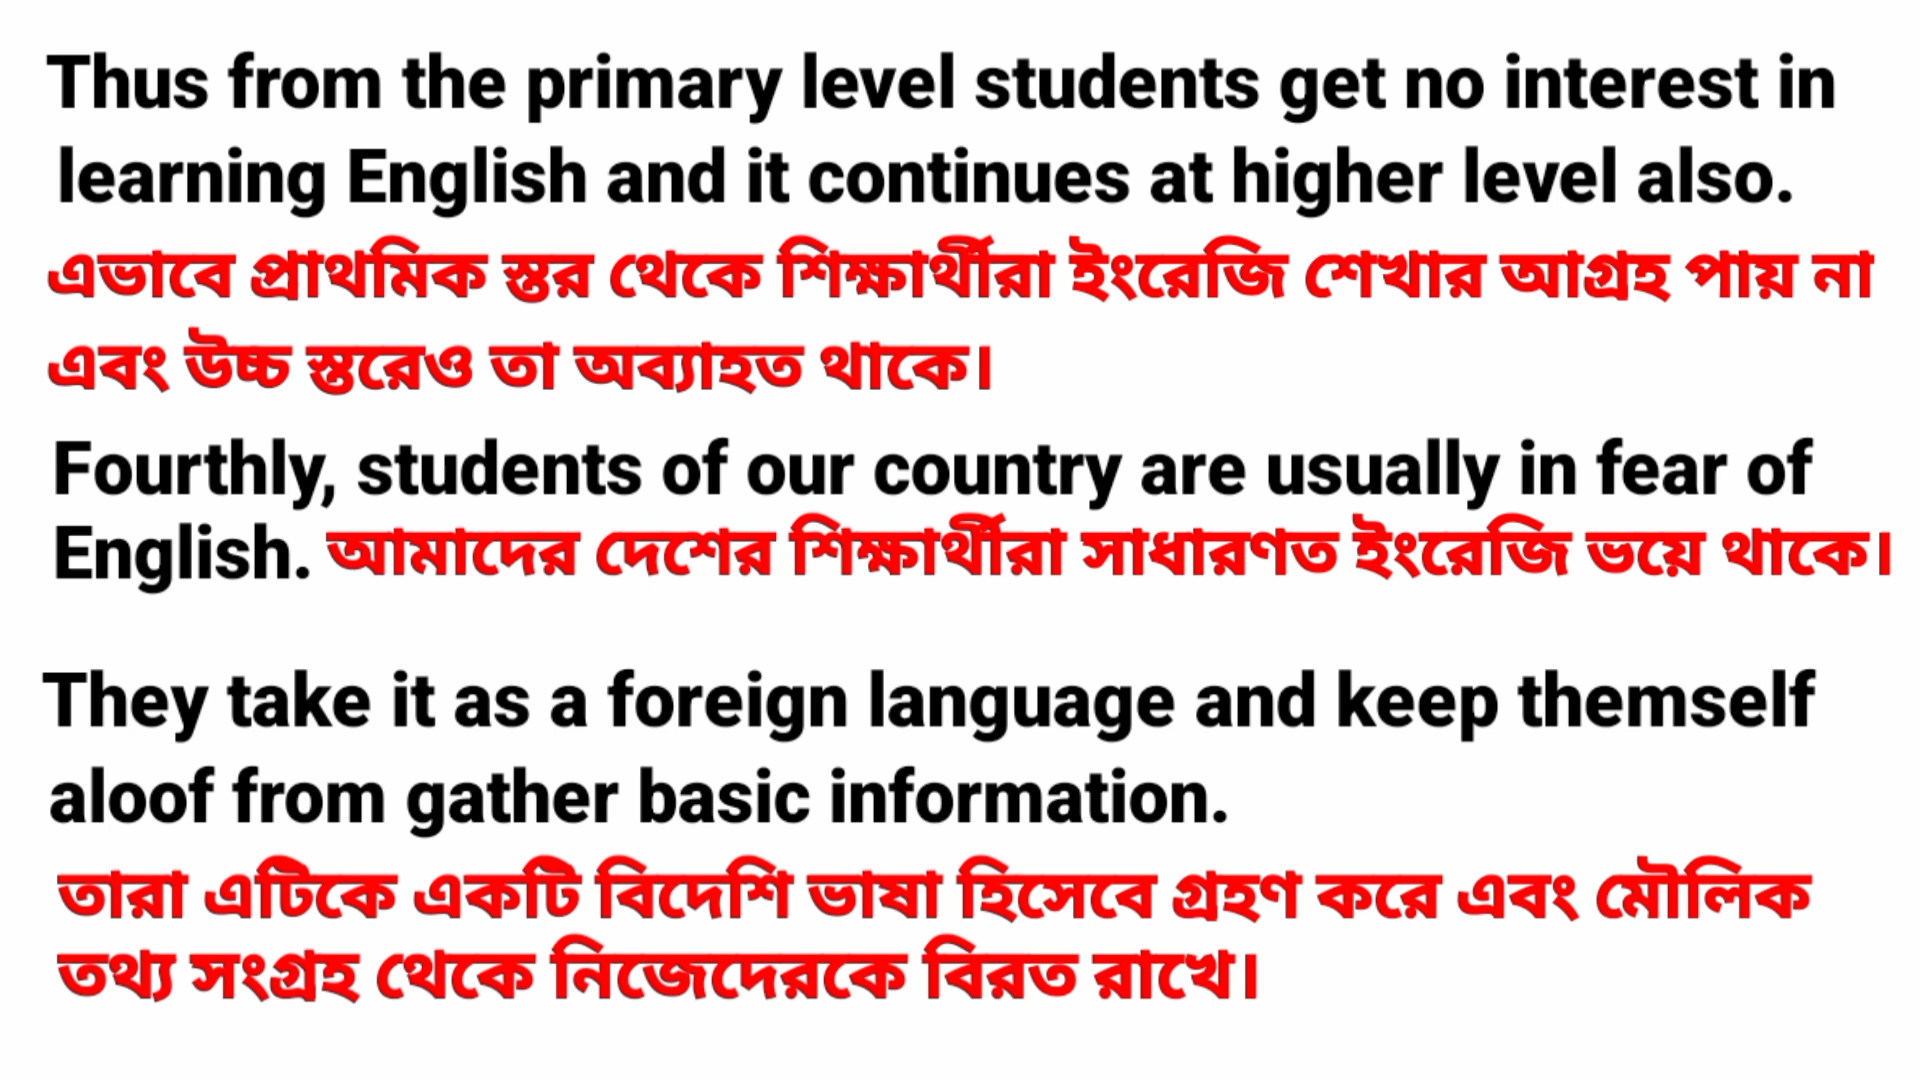 Thus from the primary level students get no interest in
learning English and it continues at higher level also.
এভাবে প্রাথমিক স্তর থেকে শিক্ষার্থীরা ইংরেজি শেখার আগ্রহ পায় না
এবং উচ্চ স্তরেও তা অব্যাহত থাকে।
Fourthly, students of our country are usually in fear of
English. আমাদের দেশের শিক্ষার্থীরা সাধারণত ইংরেজি ভয়ে থাকে।
They take it as a foreign language and keep themself
aloof from gather basic information.
তারা এটিকে একটি বিদেশি ভাষা হিসেবে গ্রহণ করে এবং মৌলিক
তথ্য সংগ্রহ থেকে নিজেদেরকে বিরত রাখে।